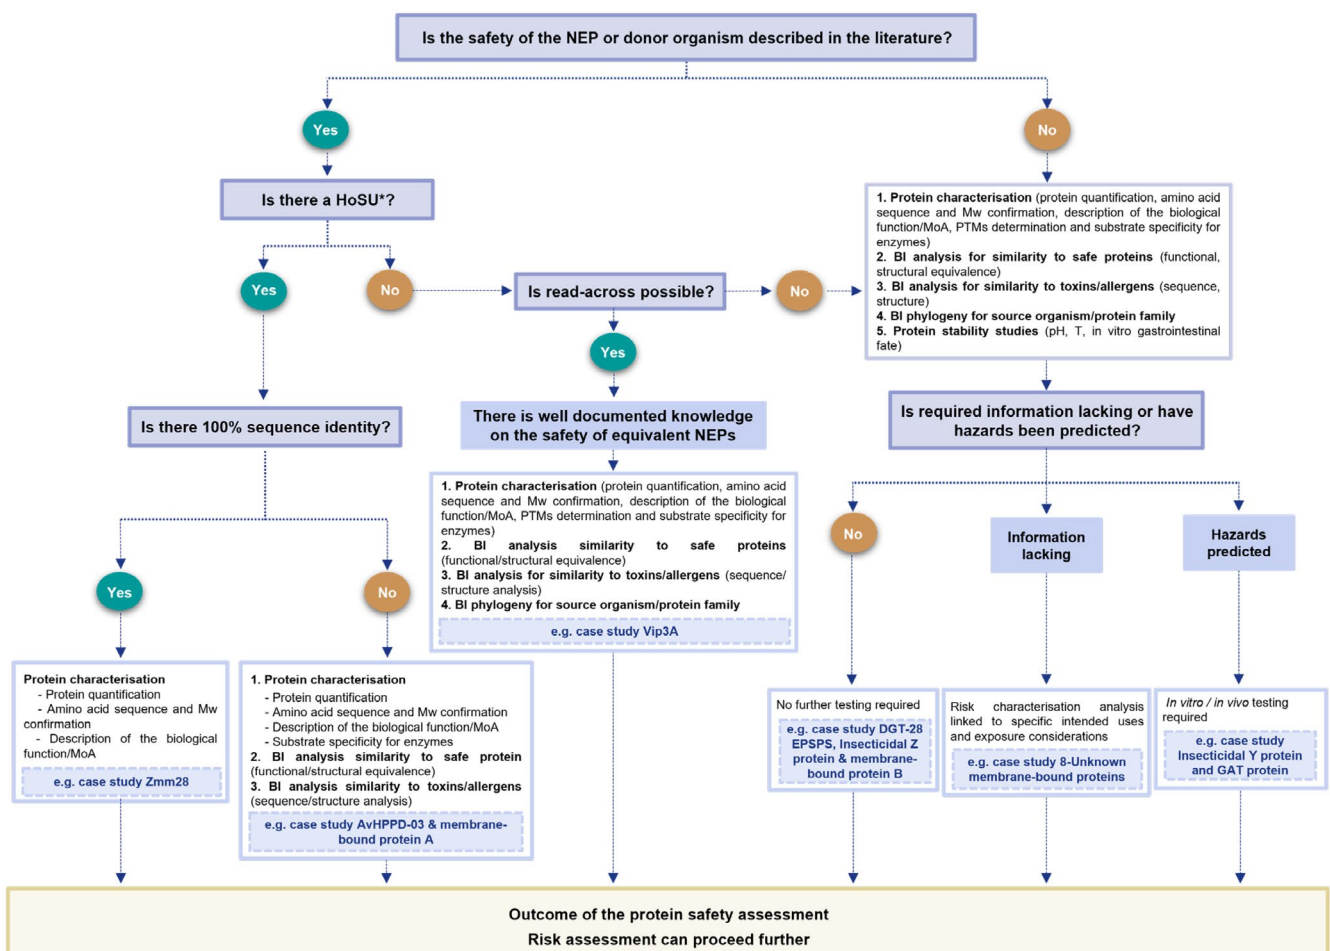 Is the safety of the NEP or donor organism described in the literature?
Yes
No
Is there a HoSU*?
1. Protein characterisation (protein quantification, amino acid
sequence and Mw confirmation, description of the biological
function/MoA, PTMs determination and substrate specificity for
enzymes)
2. BI analysis for similarity to safe proteins (functional,
structural equivalence)
3. BI analysis for similarity to toxins/allergens (sequence,
structure)
4. BI phylogeny for source organism/protein family
5. Protein stability studies (pH, T, in vitro gastrointestinal
fate)
Yes
No
Is read-across possible?
No
Yes
Is there 100% sequence identity?
There is well documented knowledge
on the safety of equivalent NEPs
Is required information lacking or have
hazards been predicted?
1. Protein characterisation (protein quantification, amino acid
sequence and Mw confirmation, description of the biological
function/MoA, PTMs determination and substrate specificity for
enzymes)
2. BI analysis similarity to safe proteins
(functional/structural equivalence)
3. BI analysis for similarity to toxins/allergens (sequence/
structure analysis)
4. BI phylogeny for source organism/protein family
e.g. case study Vip3A
No
Information
lacking
Hazards
predicted
Yes
No
Protein characterisation
- Protein quantification
- Amino acid sequence and Mw
confirmation
- Description of the biological
function/MoA
e.g. case study Zmm28
1. Protein characterisation
- Protein quantification
- Amino acid sequence and Mw confirmation
- Description of the biological function/MoA
- Substrate specificity for enzymes
2. BI analysis similarity to safe protein
(functional/structural equivalence)
3. BI analysis similarity to toxins/allergens
(sequence/structure analysis)
e.g. case study AvHPPD-03 & membrane-
bound protein A
No further testing required
e.g. case study DGT-28
EPSPS, Insecticidal Z
protein & membrane-
bound protein B
Risk characterisation analysis
linked to specific intended uses
and exposure considerations
e.g. case study 8-Unknown
membrane-bound proteins
In vitro / in vivo testing
required
e.g. case study
Insecticidal Y protein
and GAT protein
Outcome of the protein safety assessment
Risk assessment can proceed further